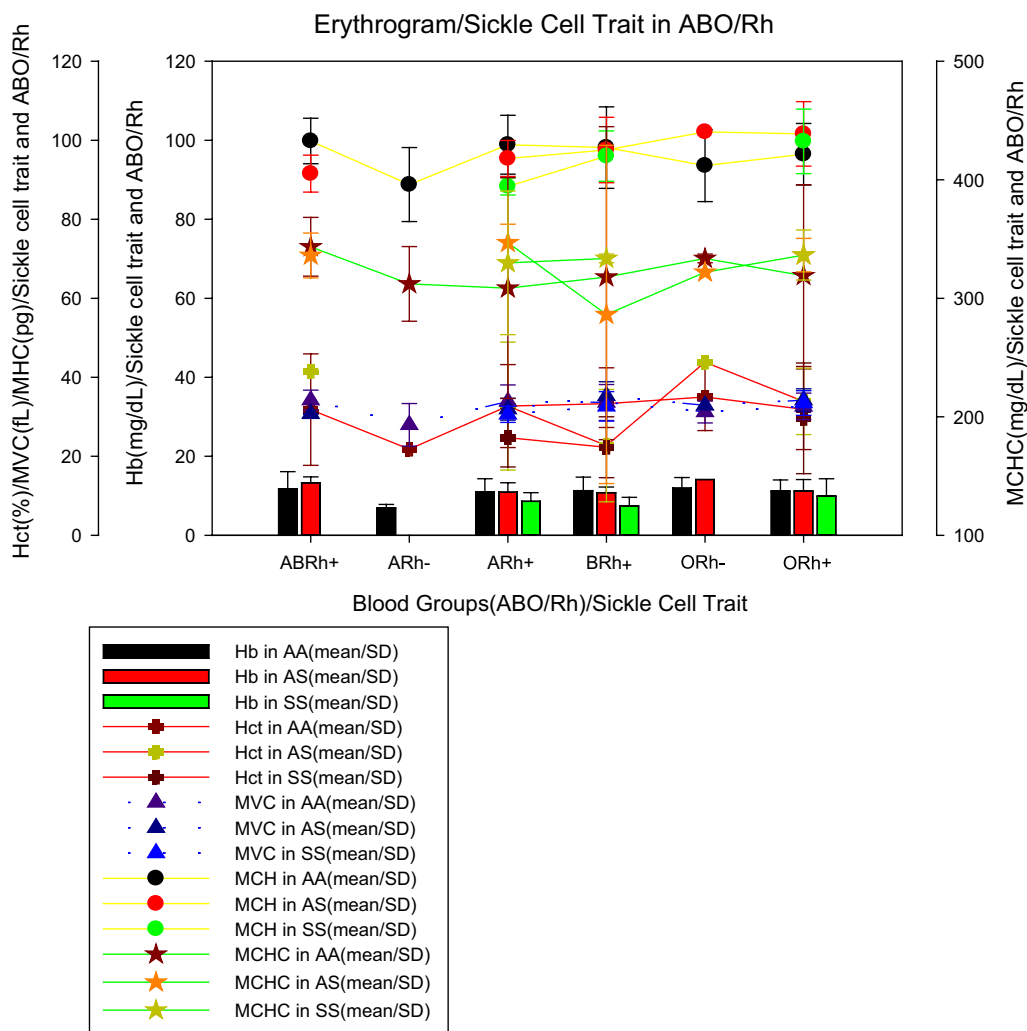 Erythrogram/Sickle Cell Trait in ABO/Rh
Hct(%)/MVC(fL)/MHC(pg)/Sickle cell trait and ABO/Rh
120
100
80
60
40
20
0
Hb(mg/dL)/Sickle cell trait and ABO/Rh
120
100
80
60
40
20
0
500
400
300
200
100
MCHC(mg/dL)/Sickle cell trait and ABO/Rh
ABRh+ ARh- ARh+ BRh+ ORh- ORh+
Blood Groups(ABO/Rh)/Sickle Cell Trait
Hb in AA(mean/SD)
Hb in AS(mean/SD)
Hb in SS(mean/SD)
Hct in AA(mean/SD)
Hct in AS(mean/SD)
Hct in SS(mean/SD)
MVC in AA(mean/SD)
MVC in AS(mean/SD)
MVC in SS(mean/SD)
MCH in AA(mean/SD)
MCH in AS(mean/SD)
MCH in SS(mean/SD)
MCHC in AA(mean/SD)
MCHC in AS(mean/SD)
MCHC in SS(mean/SD)